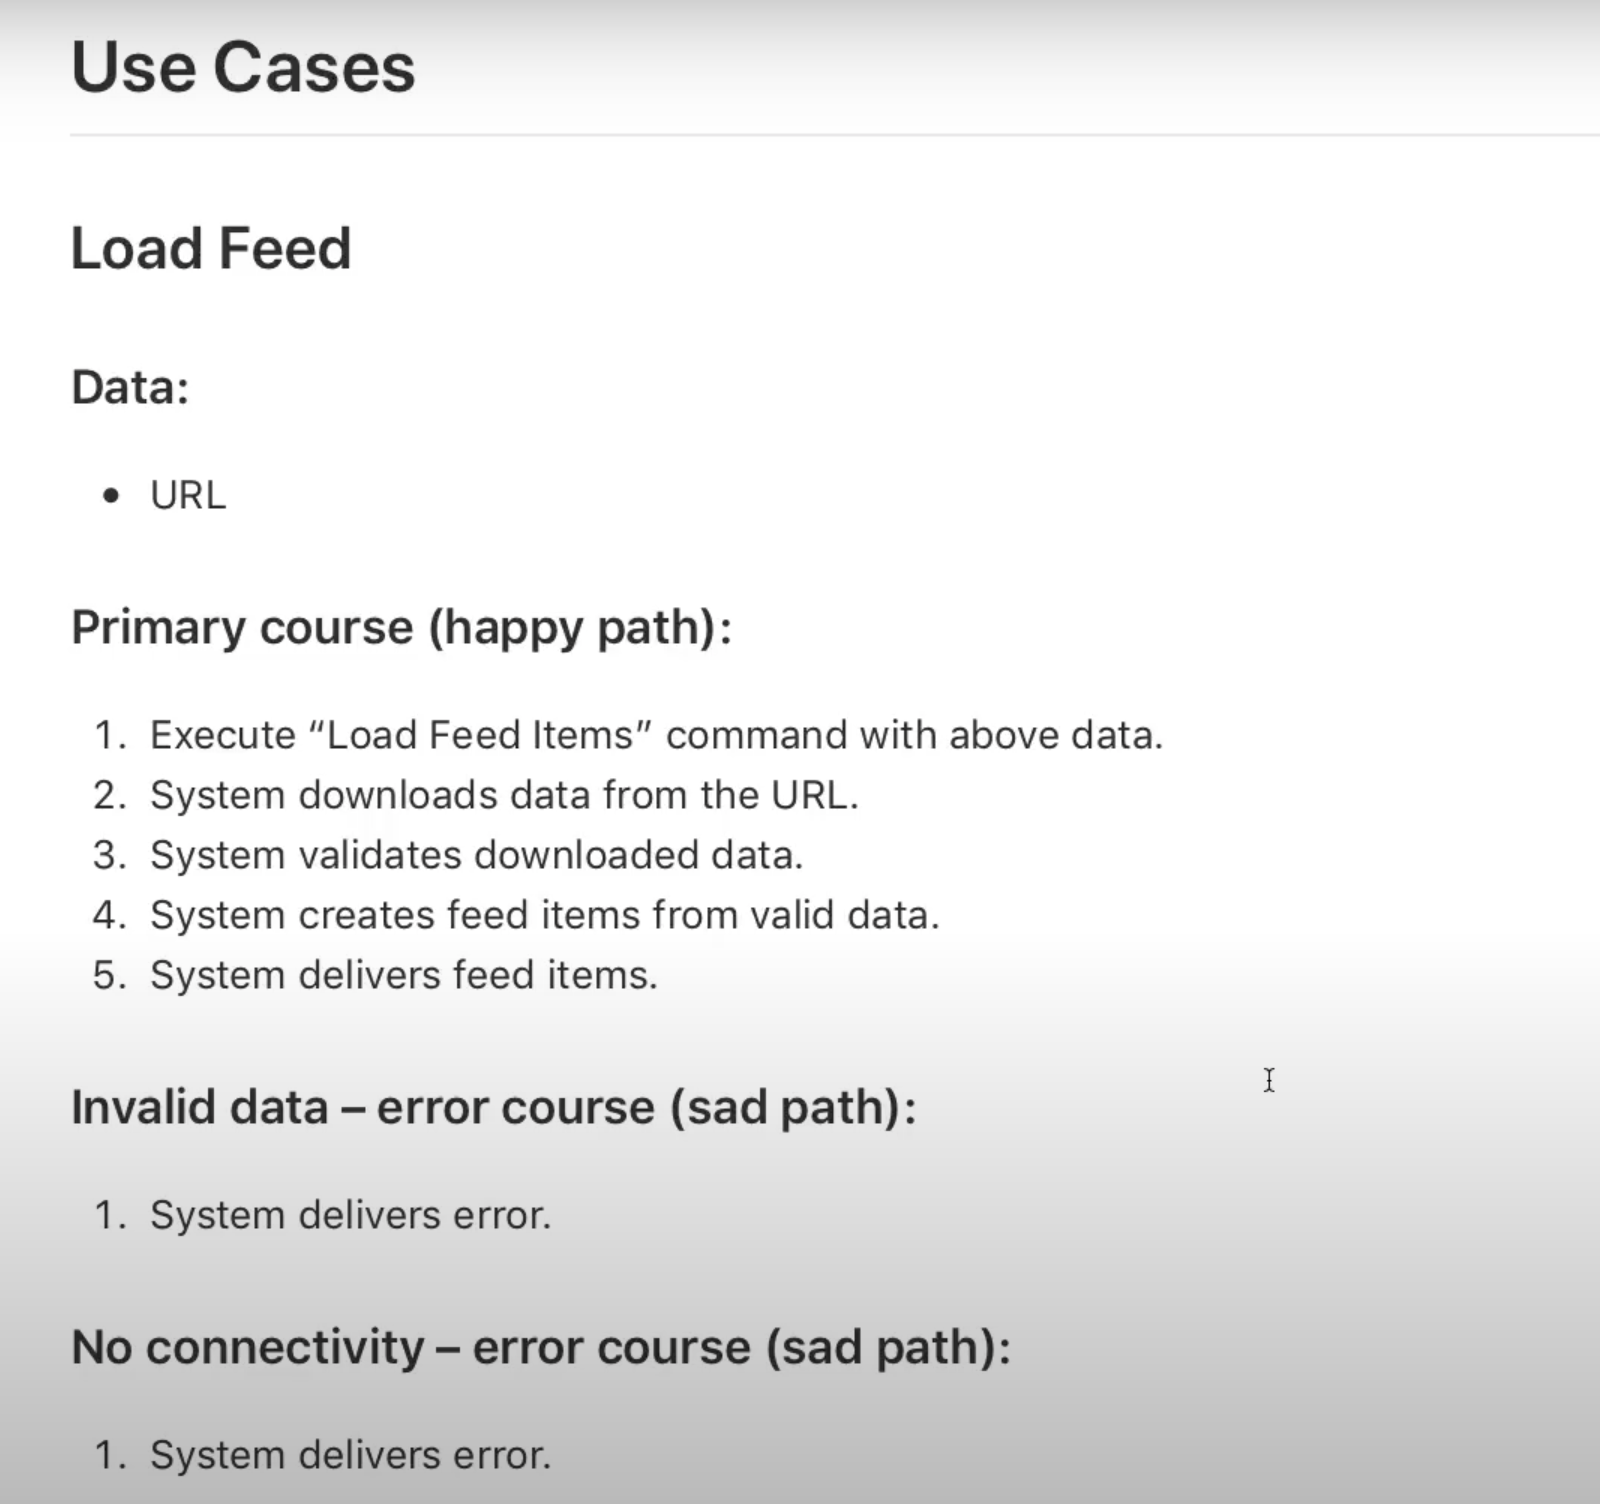 Use Cases
Load Feed
Data:
• URL
Primary course (happy path):
1. Execute “Load Feed Items” command with above data.
2. System downloads data from the URL.
3. System validates downloaded data.
4. System creates feed items from valid data.
5. System delivers feed items.
Invalid data – error course (sad path):
1. System delivers error.
No connectivity – error course (sad path):
1. System delivers error.